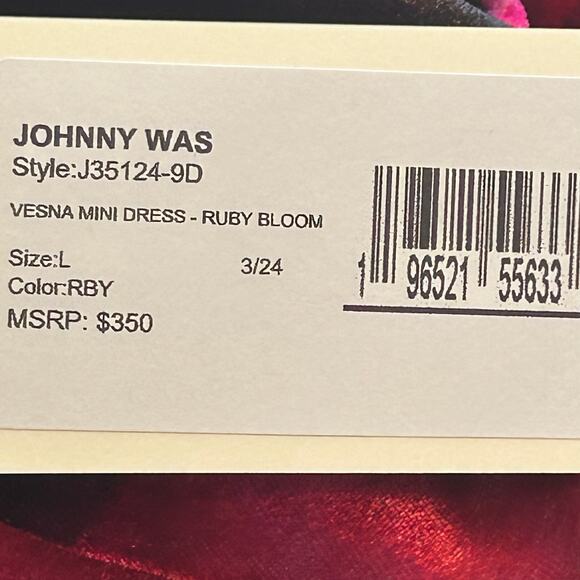 JOHNNY WAS
Style:J35124-9D
VESNA MINI DRESS - RUBY BLOOM
Size:L 3/24
Color:RBY
MSRP: $350
1 96521 55633